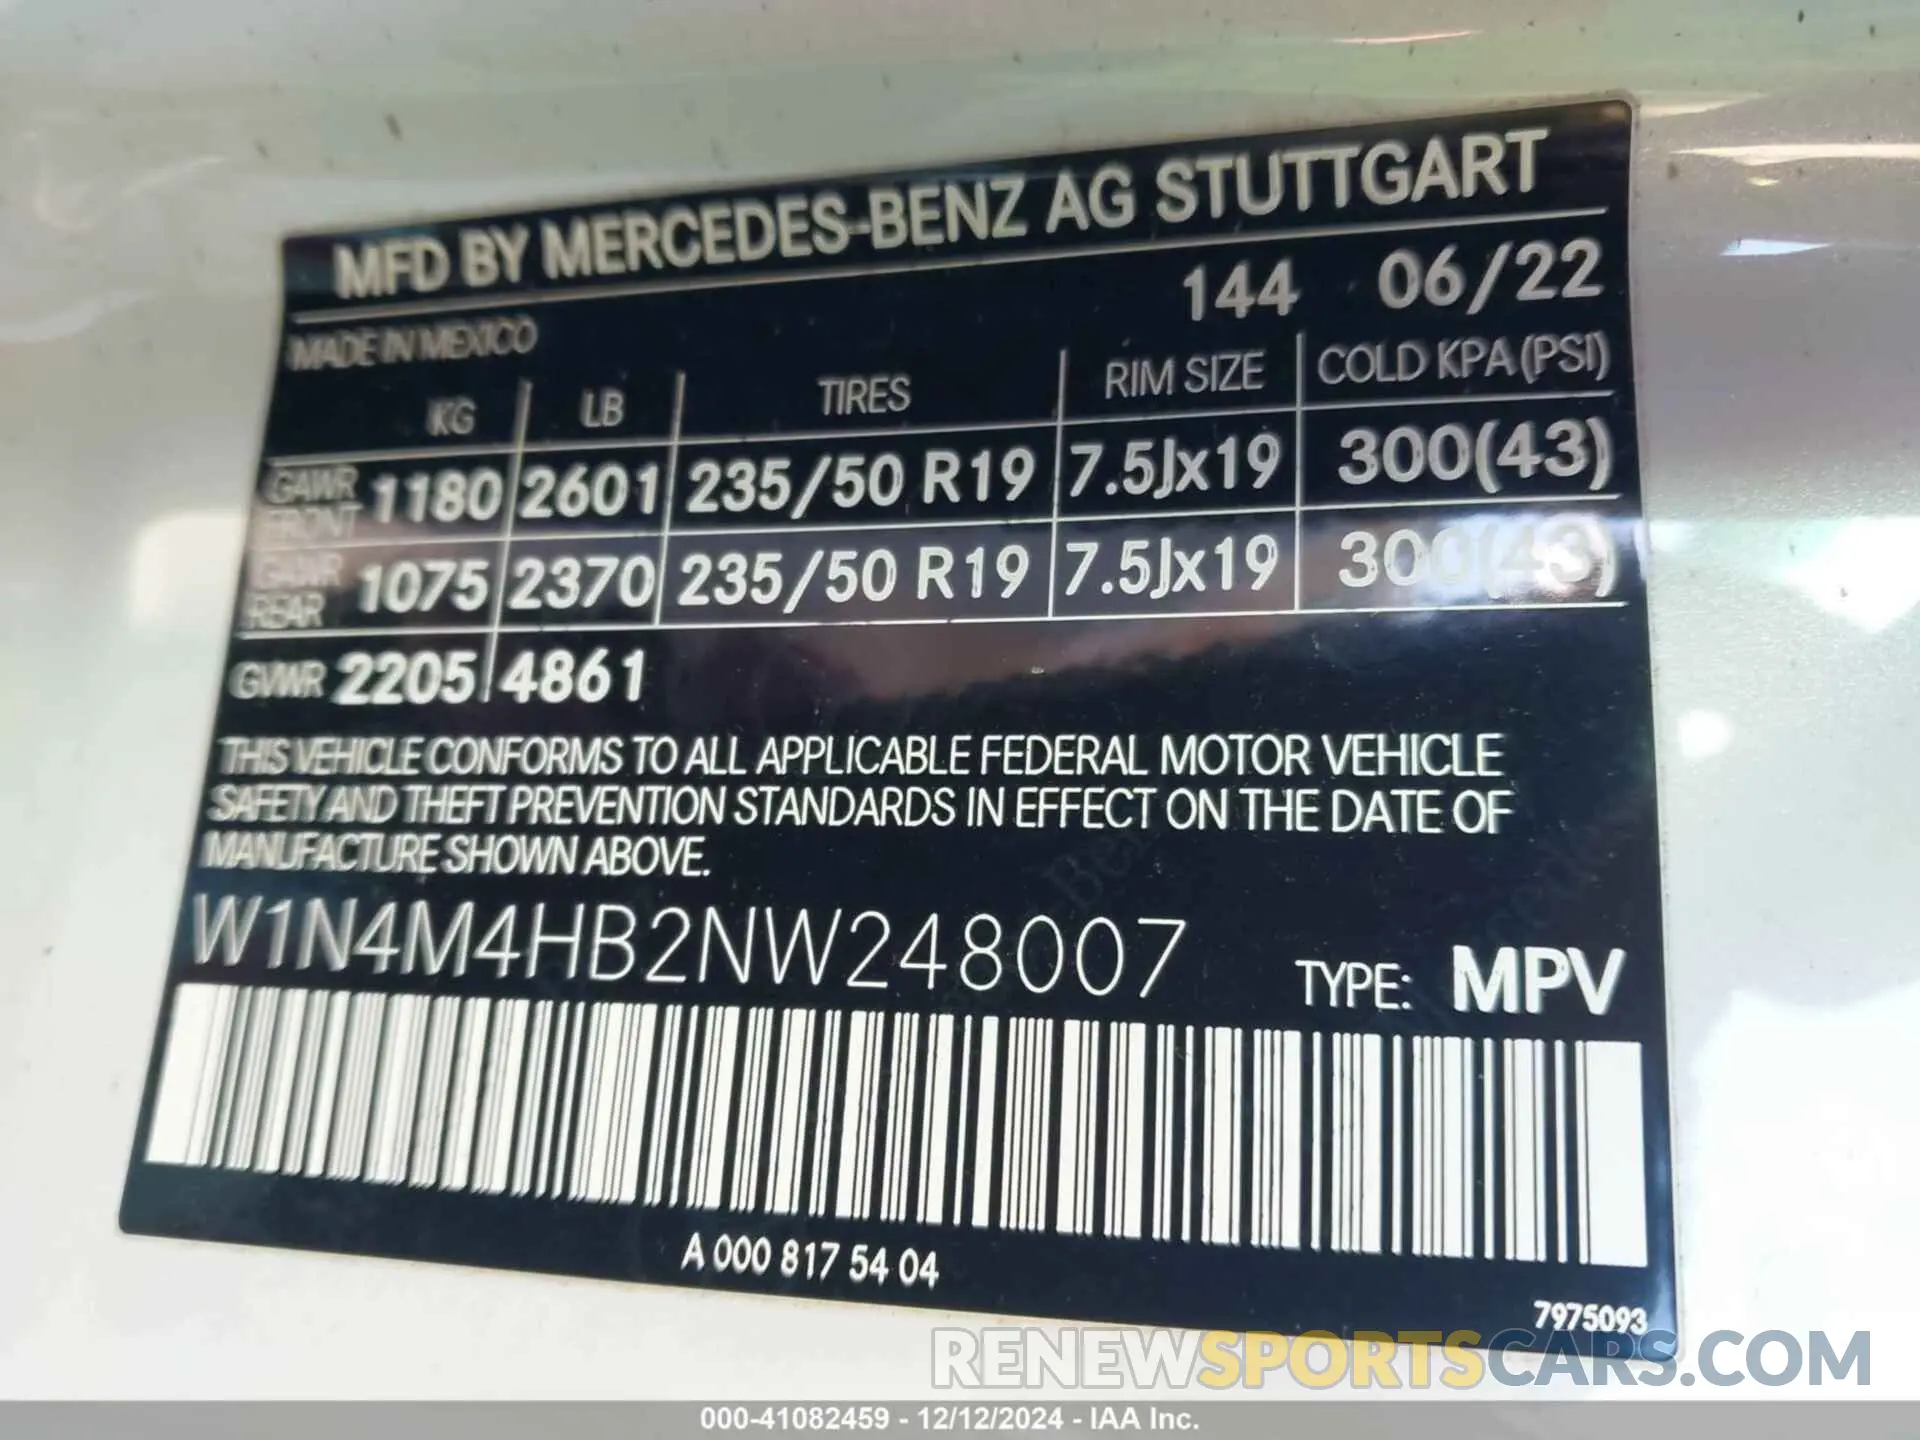 MFD BY MERCEDES-BENZ AG STUTTGART
MADE IN MEXICO 144 06/22
KG LB TIRES RIM SIZE COLD KPA (PSI)
GAWR FRONT 1180 2601 235/50 R19 7.5Jx19 300(43)
GAWR REAR 1075 2370 235/50 R19 7.5Jx19 300(43)
GVWR 2205 4861
THIS VEHICLE CONFORMS TO ALL APPLICABLE FEDERAL MOTOR VEHICLE
SAFETY AND THEFT PREVENTION STANDARDS IN EFFECT ON THE DATE OF
MANUFACTURE SHOWN ABOVE.
W1N4M4HB2NW248007 TYPE: MPV
A 000 817 54 04
7975093
RENEWSPORTSCARS.COM
000-41082459 - 12/12/2024 - IAA Inc.